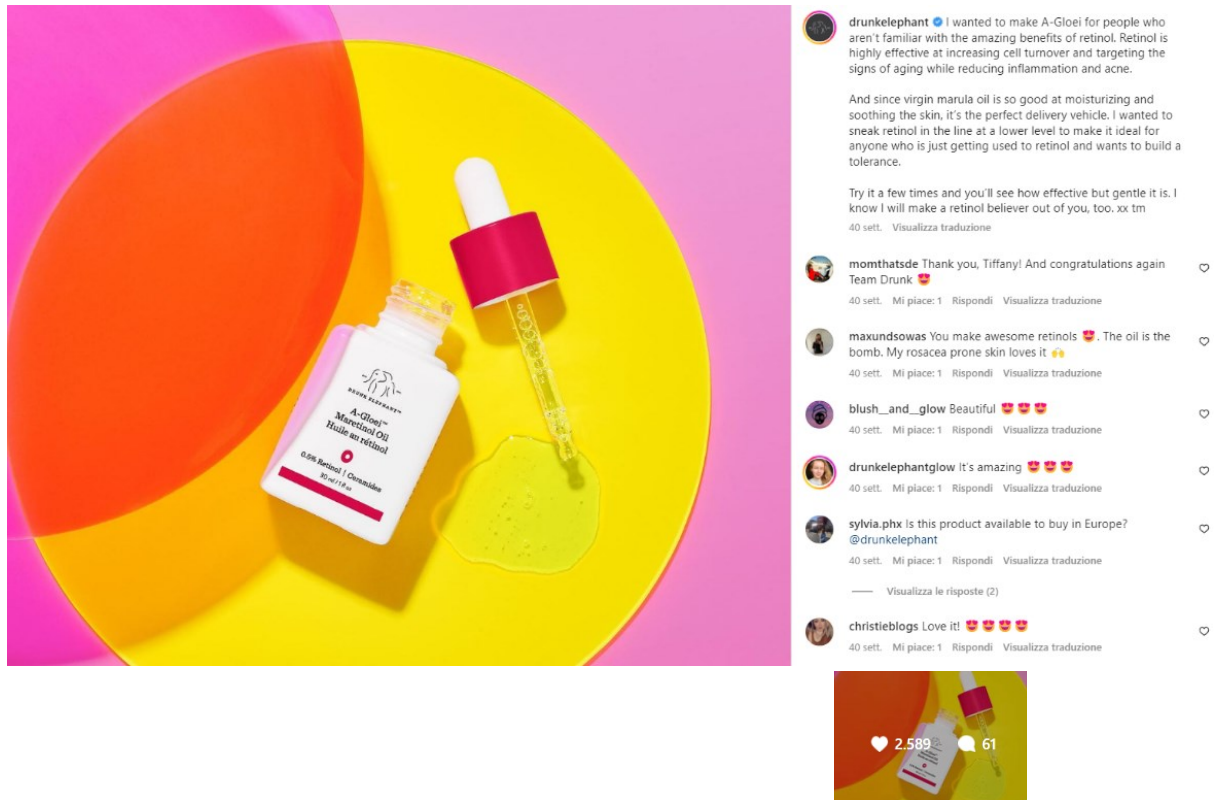 DRUNK ELEPHANT™
A-Gloei™
Maretinol Oil
Huile au rétinol
0.5% Retinol | Ceramides
30 ml / 1 fl oz
drunkelephant I wanted to make A-Gloei for people who
aren't familiar with the amazing benefits of retinol. Retinol is
highly effective at increasing cell turnover and targeting the
signs of aging while reducing inflammation and acne.
And since virgin marula oil is so good at moisturizing and
soothing the skin, it's the perfect delivery vehicle. I wanted to
sneak retinol in the line at a lower level to make it ideal for
anyone who is just getting used to retinol and wants to build a
tolerance.
Try it a few times and you'll see how effective but gentle it is. I
know I will make a retinol believer out of you, too. xx tm
40 sett. Visualizza traduzione
momthatsde Thank you, Tiffany! And congratulations again
Team Drunk 😍
40 sett. Mi piace: 1 Rispondi Visualizza traduzione
maxundsowas You make awesome retinols 😍. The oil is the
bomb. My rosacea prone skin loves it 🙌
40 sett. Mi piace: 1 Rispondi Visualizza traduzione
blush__and__glow Beautiful 😍😍😍
40 sett. Mi piace: 1 Rispondi Visualizza traduzione
drunkelephantglow It's amazing 😍😍😍
40 sett. Mi piace: 1 Rispondi Visualizza traduzione
sylvia.phx Is this product available to buy in Europe?
@drunkelephant
40 sett. Mi piace: 1 Rispondi Visualizza traduzione
Visualizza le risposte (2)
christieblogs Love it! 😍😍😍😍
40 sett. Mi piace: 1 Rispondi Visualizza traduzione
2.589 61